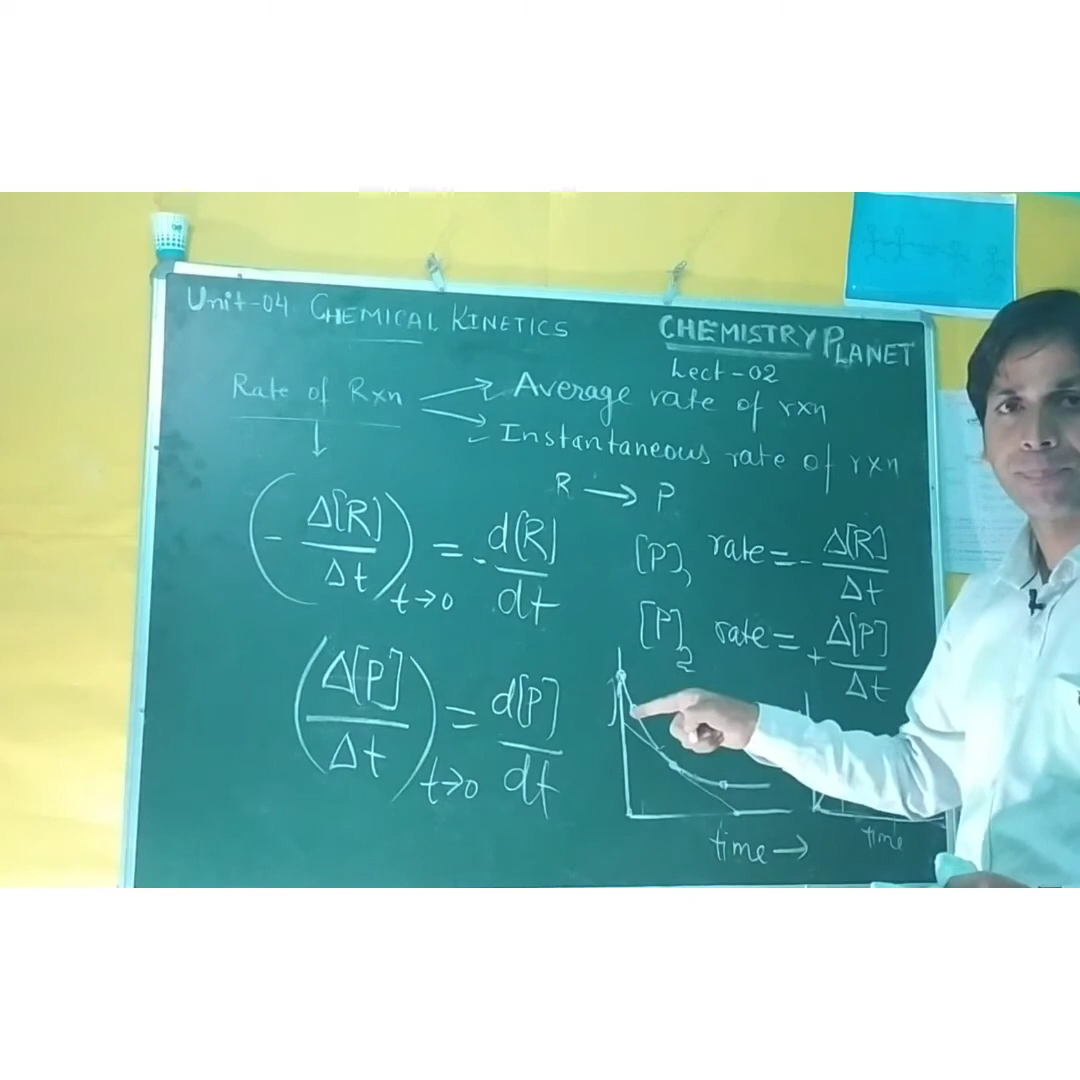 Unit-04 CHEMICAL KINETICS
CHEMISTRY PLANET
Lect-02
Rate of Rxn → Average rate of rxn
→ Instantaneous rate of rxn
↓
R → P
(- Δ[R]/Δt)t→0 = - d[R]/dt
[P]1 rate = - Δ[R]/Δt
[P]2 rate = + Δ[P]/Δt
(Δ[P]/Δt)t→0 = d[P]/dt
time →
time